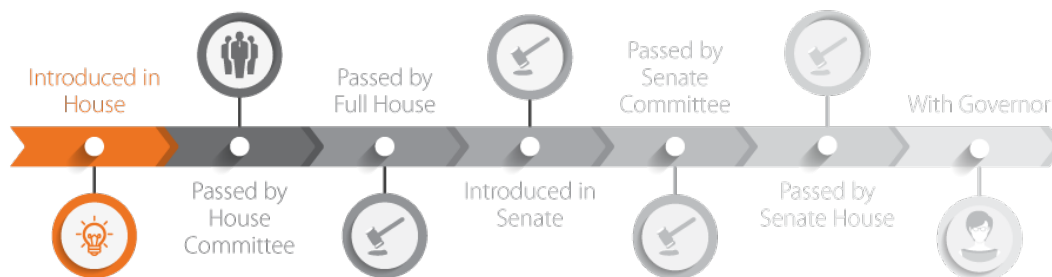 Introduced in
House
Passed by
House
Committee
Passed by
Full House
Introduced in
Senate
Passed by
Senate
Committee
Passed by
Senate House
With Governor